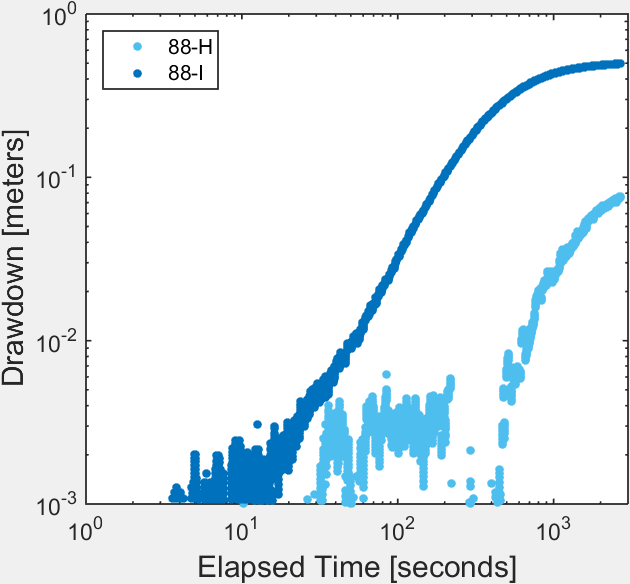 10^0
88-H
88-I
10^-1
10^-2
10^-3
Drawdown [meters]
10^0 10^1 10^2 10^3
Elapsed Time [seconds]